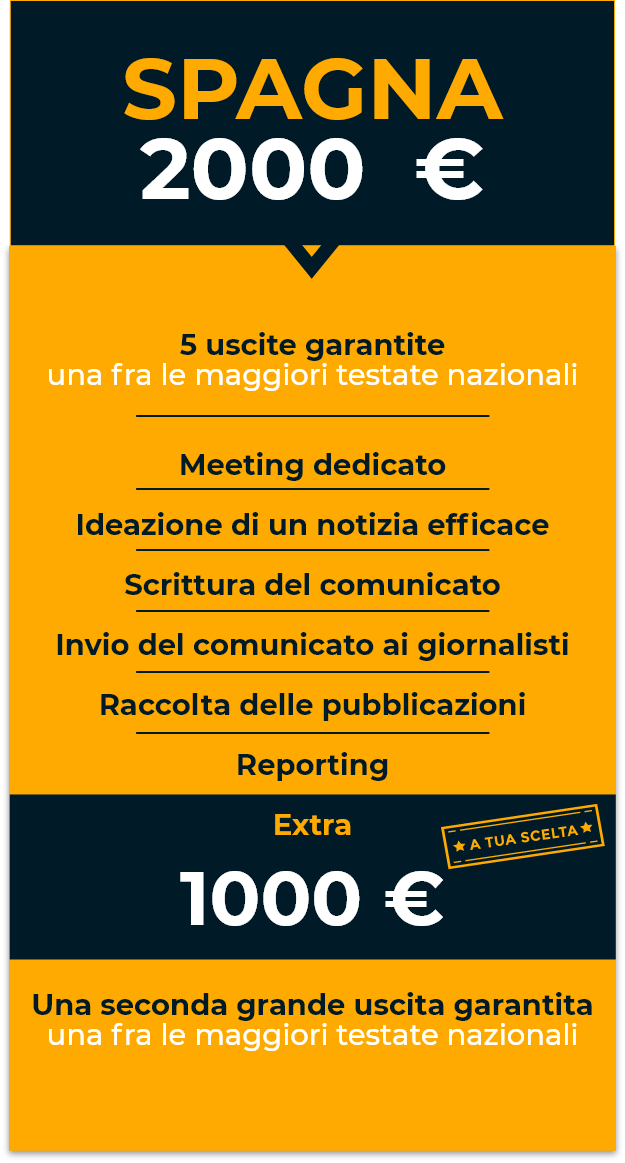 SPAGNA
2000 €
5 uscite garantite
una fra le maggiori testate nazionali
Meeting dedicato
Ideazione di un notizia efficace
Scrittura del comunicato
Invio del comunicato ai giornalisti
Raccolta delle pubblicazioni
Reporting
Extra
A TUA SCELTA
1000 €
Una seconda grande uscita garantita
una fra le maggiori testate nazionali